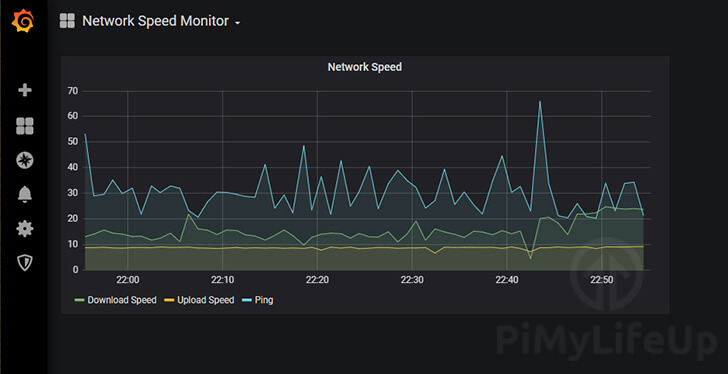 Network Speed Monitor
Network Speed
70
60
50
40
30
20
10
0
22:00 22:10 22:20 22:30 22:40 22:50
Download Speed Upload Speed Ping
PiMyLifeUp